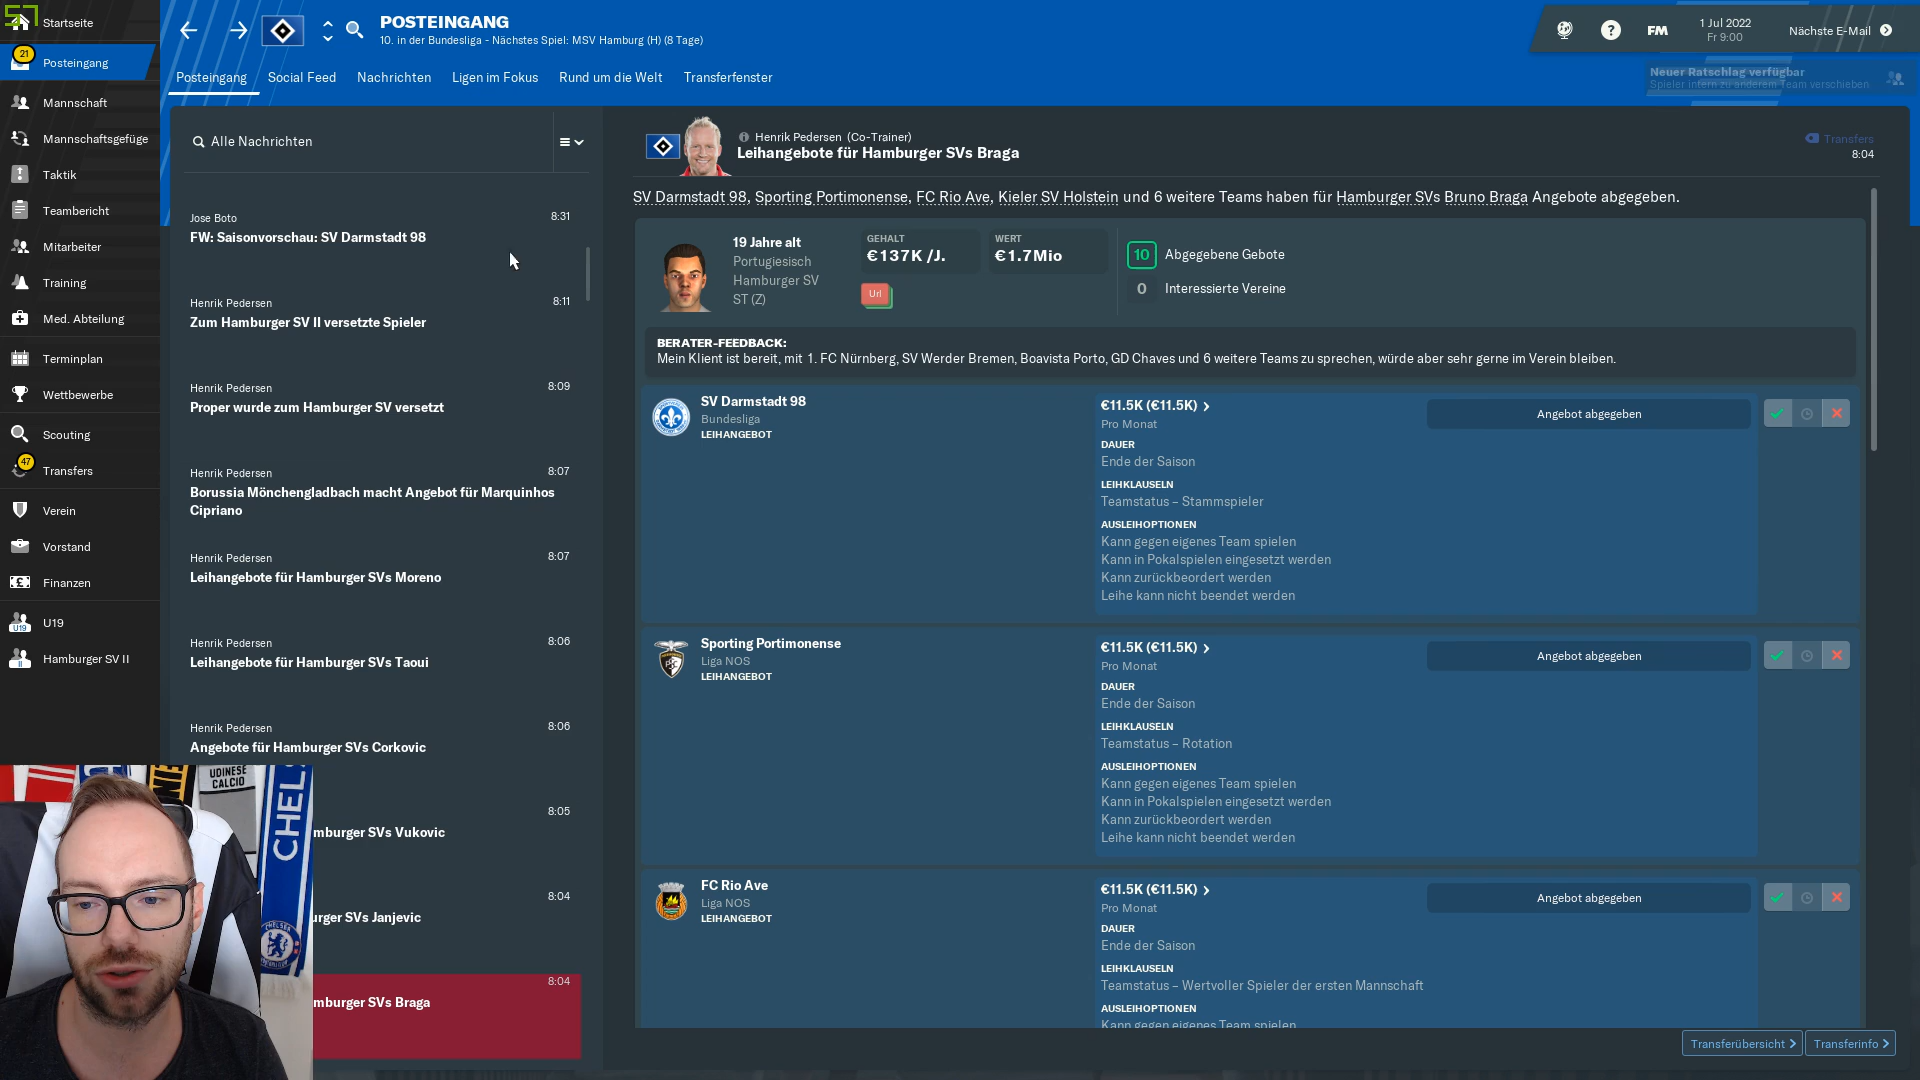 57
Startseite
21
Posteingang
Mannschaft
Mannschaftsgefüge
Taktik
Teambericht
Mitarbeiter
Training
Med. Abteilung
Terminplan
Wettbewerbe
Scouting
47
Transfers
Verein
Vorstand
Finanzen
U19
U19
II
Hamburger SV II
POSTEINGANG
10. in der Bundesliga - Nächstes Spiel: MSV Hamburg (H) (8 Tage)
Posteingang
Social Feed
Nachrichten
Ligen im Fokus
Rund um die Welt
Transferfenster
?
FM
1 Jul 2022
Fr 9:00
Nächste E-Mail
Neuer Ratschlag verfügbar
Spieler intern zu anderem Team verschieben
Alle Nachrichten
Jose Boto
8:31
FW: Saisonvorschau: SV Darmstadt 98
Henrik Pedersen
8:11
Zum Hamburger SV II versetzte Spieler
Henrik Pedersen
8:09
Proper wurde zum Hamburger SV versetzt
Henrik Pedersen
8:07
Borussia Mönchengladbach macht Angebot für Marquinhos
Cipriano
Henrik Pedersen
8:07
Leihangebote für Hamburger SVs Moreno
Henrik Pedersen
8:06
Leihangebote für Hamburger SVs Taoui
Henrik Pedersen
8:06
Angebote für Hamburger SVs Corkovic
8:05
mburger SVs Vukovic
8:04
urger SVs Janjevic
8:04
mburger SVs Braga
UDINESE
CALCIO
CHEL
CHELSEA
Henrik Pedersen (Co-Trainer)
Leihangebote für Hamburger SVs Braga
Transfers
8:04
SV Darmstadt 98, Sporting Portimonense, FC Rio Ave, Kieler SV Holstein und 6 weitere Teams haben für Hamburger SVs Bruno Braga Angebote abgegeben.
19 Jahre alt
Portugiesisch
Hamburger SV
ST (Z)
GEHALT
€137K /J.
WERT
€1.7Mio
Url
10 Abgegebene Gebote
0 Interessierte Vereine
BERATER-FEEDBACK:
Mein Klient ist bereit, mit 1. FC Nürnberg, SV Werder Bremen, Boavista Porto, GD Chaves und 6 weitere Teams zu sprechen, würde aber sehr gerne im Verein bleiben.
SV Darmstadt 98
Bundesliga
LEIHANGEBOT
€11.5K (€11.5K)
Pro Monat
DAUER
Ende der Saison
LEIHKLAUSELN
Teamstatus – Stammspieler
AUSLEIHOPTIONEN
Kann gegen eigenes Team spielen
Kann in Pokalspielen eingesetzt werden
Kann zurückbeordert werden
Leihe kann nicht beendet werden
Angebot abgegeben
Sporting Portimonense
Liga NOS
LEIHANGEBOT
€11.5K (€11.5K)
Pro Monat
DAUER
Ende der Saison
LEIHKLAUSELN
Teamstatus – Rotation
AUSLEIHOPTIONEN
Kann gegen eigenes Team spielen
Kann in Pokalspielen eingesetzt werden
Kann zurückbeordert werden
Leihe kann nicht beendet werden
Angebot abgegeben
FC Rio Ave
Liga NOS
LEIHANGEBOT
€11.5K (€11.5K)
Pro Monat
DAUER
Ende der Saison
LEIHKLAUSELN
Teamstatus – Wertvoller Spieler der ersten Mannschaft
AUSLEIHOPTIONEN
Kann gegen eigenes Team spielen
Angebot abgegeben
Transferübersicht
Transferinfo